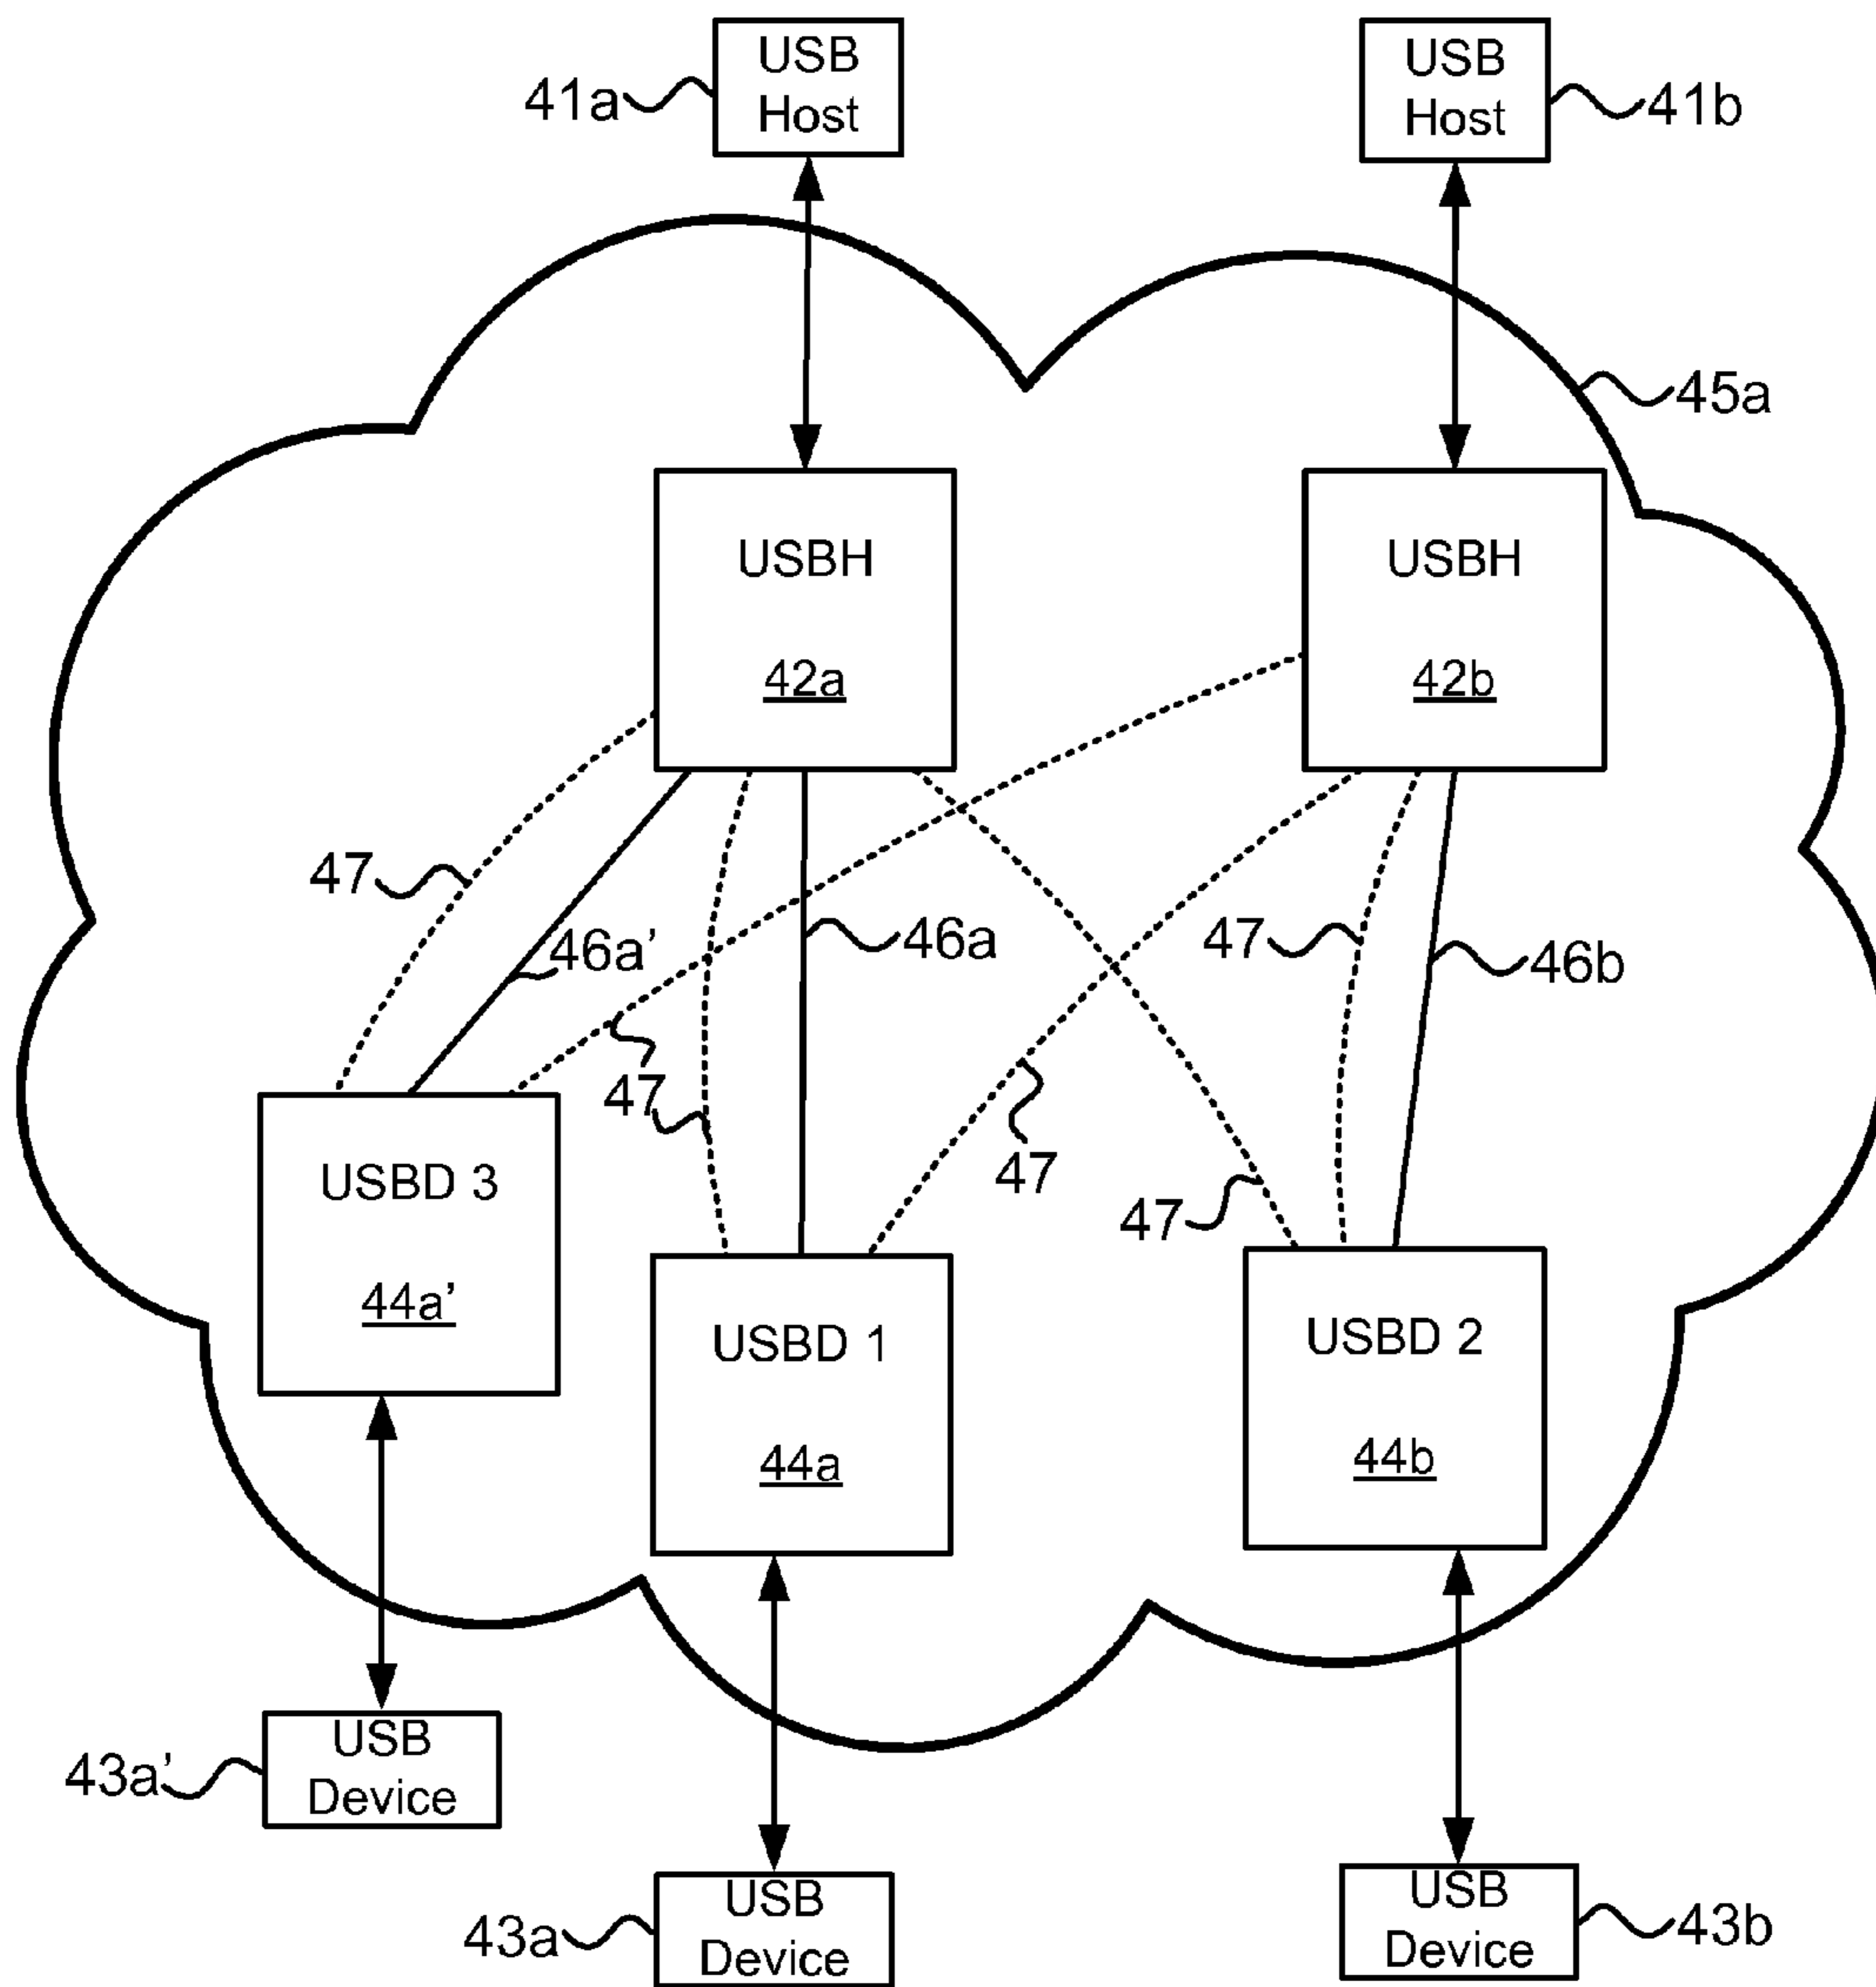 USB
Host
41a
USB
Host
41b
45a
USBH
42a
USBH
42b
47
46a’
46a
47
46b
47
47
47
USBD 3
44a’
USBD 1
44a
USBD 2
44b
43a’
USB
Device
43a
USB
Device
USB
Device
43b